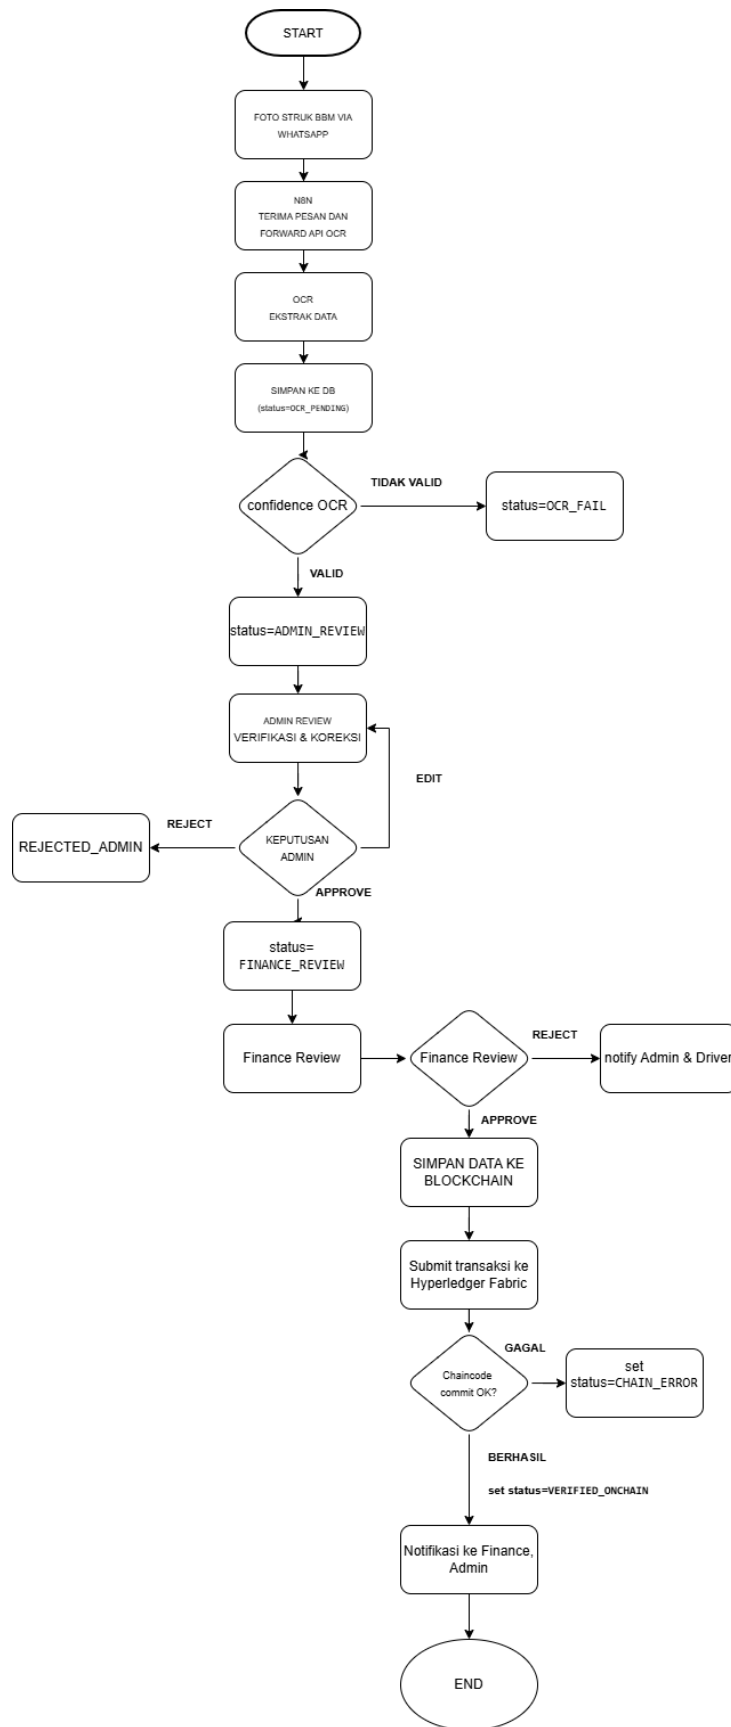 START
FOTO STRUK BBM VIA
WHATSAPP
N8N
TERIMA PESAN DAN
FORWARD API OCR
OCR
EKSTRAK DATA
SIMPAN KE DB
(status=OCR_PENDING)
confidence OCR
TIDAK VALID
status=OCR_FAIL
VALID
status=ADMIN_REVIEW
ADMIN REVIEW
VERIFIKASI & KOREKSI
EDIT
KEPUTUSAN
ADMIN
REJECT
REJECTED_ADMIN
APPROVE
status=
FINANCE_REVIEW
Finance Review
Finance Review
REJECT
notify Admin & Driver
APPROVE
SIMPAN DATA KE
BLOCKCHAIN
Submit transaksi ke
Hyperledger Fabric
Chaincode
commit OK?
GAGAL
set
status=CHAIN_ERROR
BERHASIL
set status=VERIFIED_ONCHAIN
Notifikasi ke Finance,
Admin
END